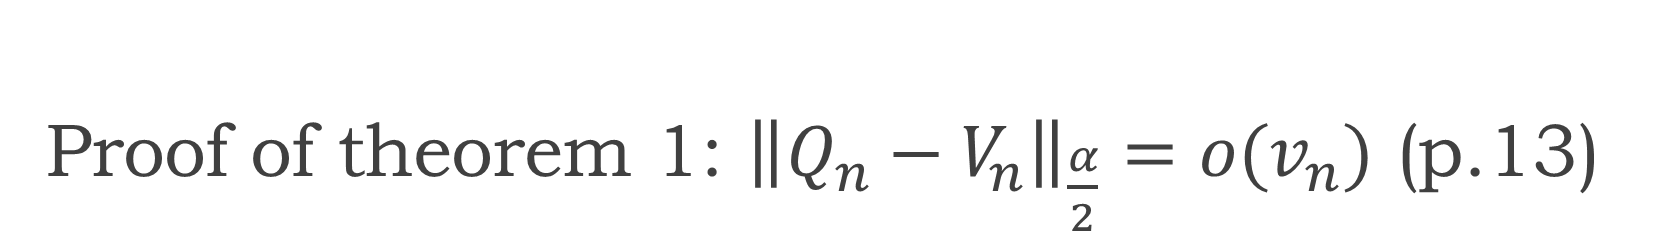 Proof of theorem 1: ‖Qₙ − Vₙ‖_{α/2} = o(vₙ) (p.13)